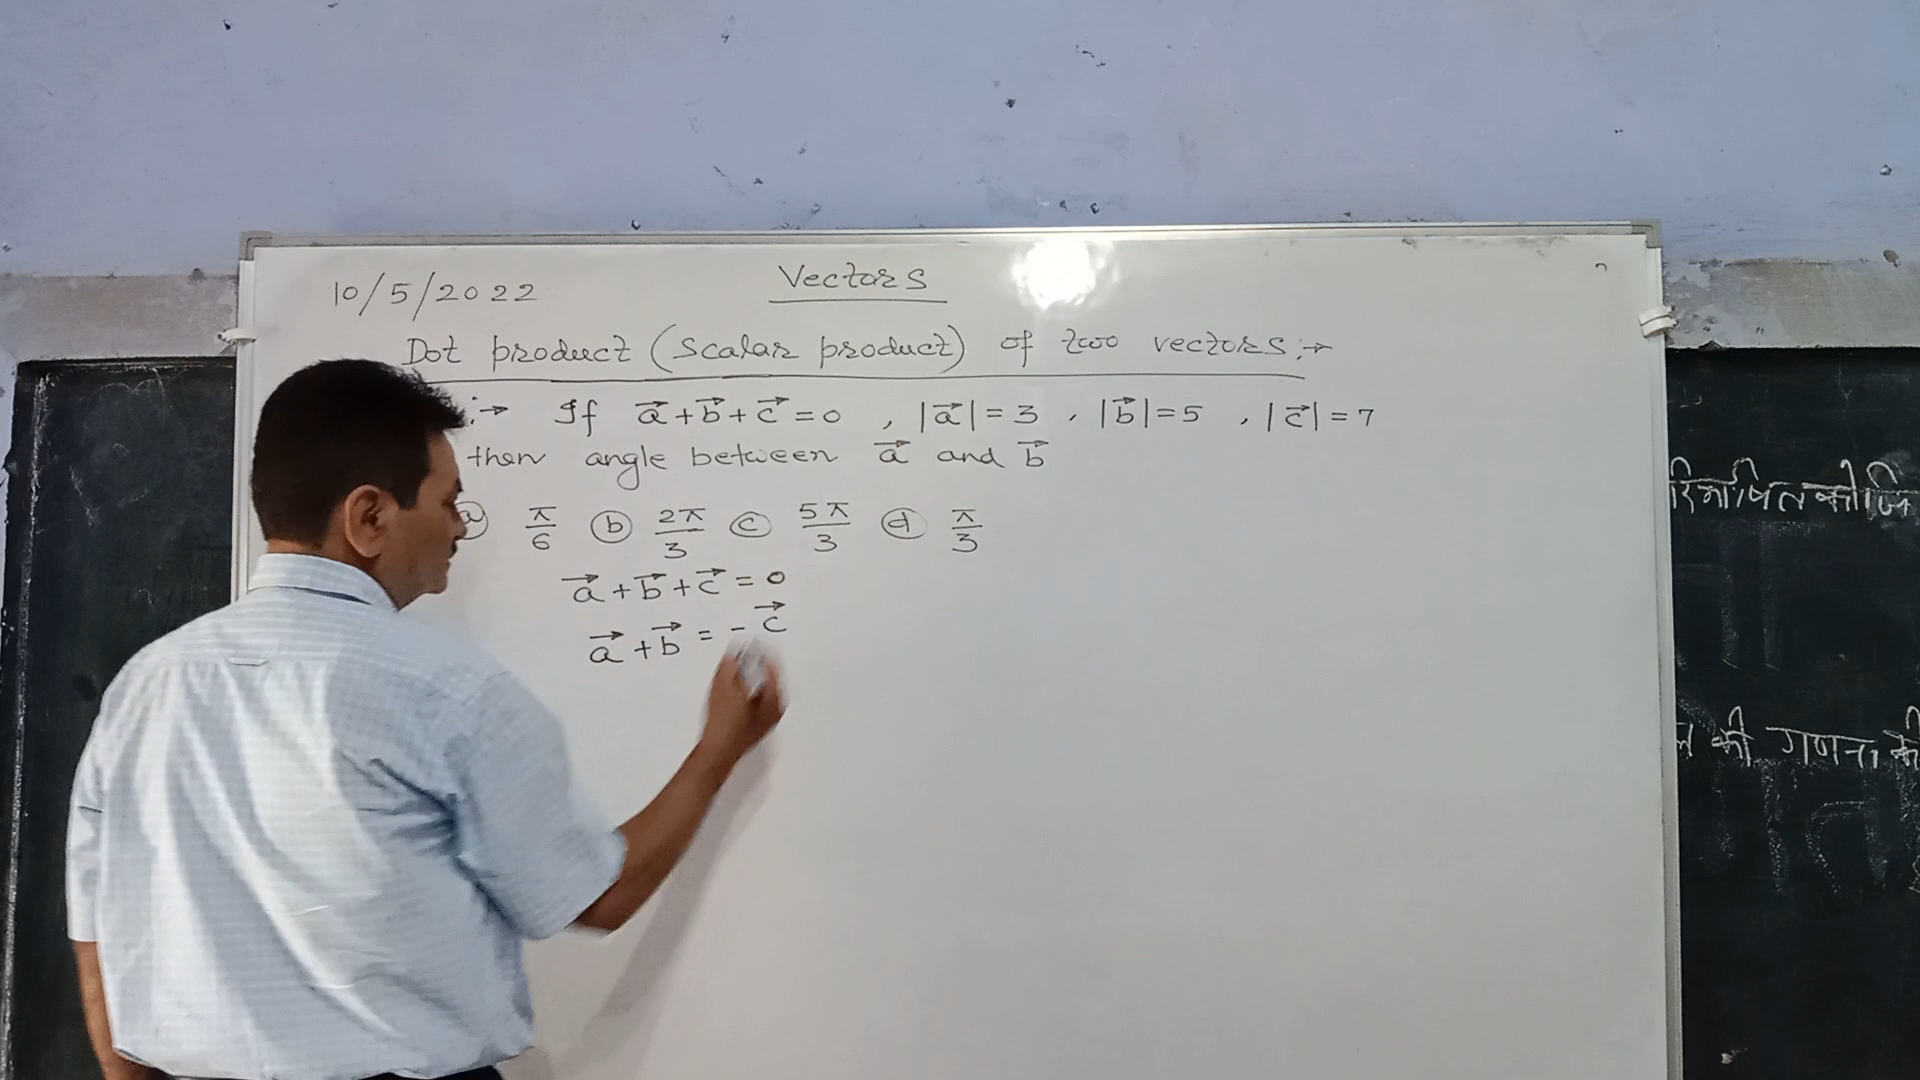 10/5/2022
Vectors
Dot product (scalar product) of two vectors:→
:→ If a⃗+b⃗+c⃗=0 , |a⃗|=3 , |b⃗|=5 , |c⃗|=7
then angle between a⃗ and b⃗
ⓐ π/6 ⓑ 2π/3 ⓒ 5π/3 ⓓ π/3
a⃗+b⃗+c⃗=0
a⃗+b⃗=-c⃗
की गणना